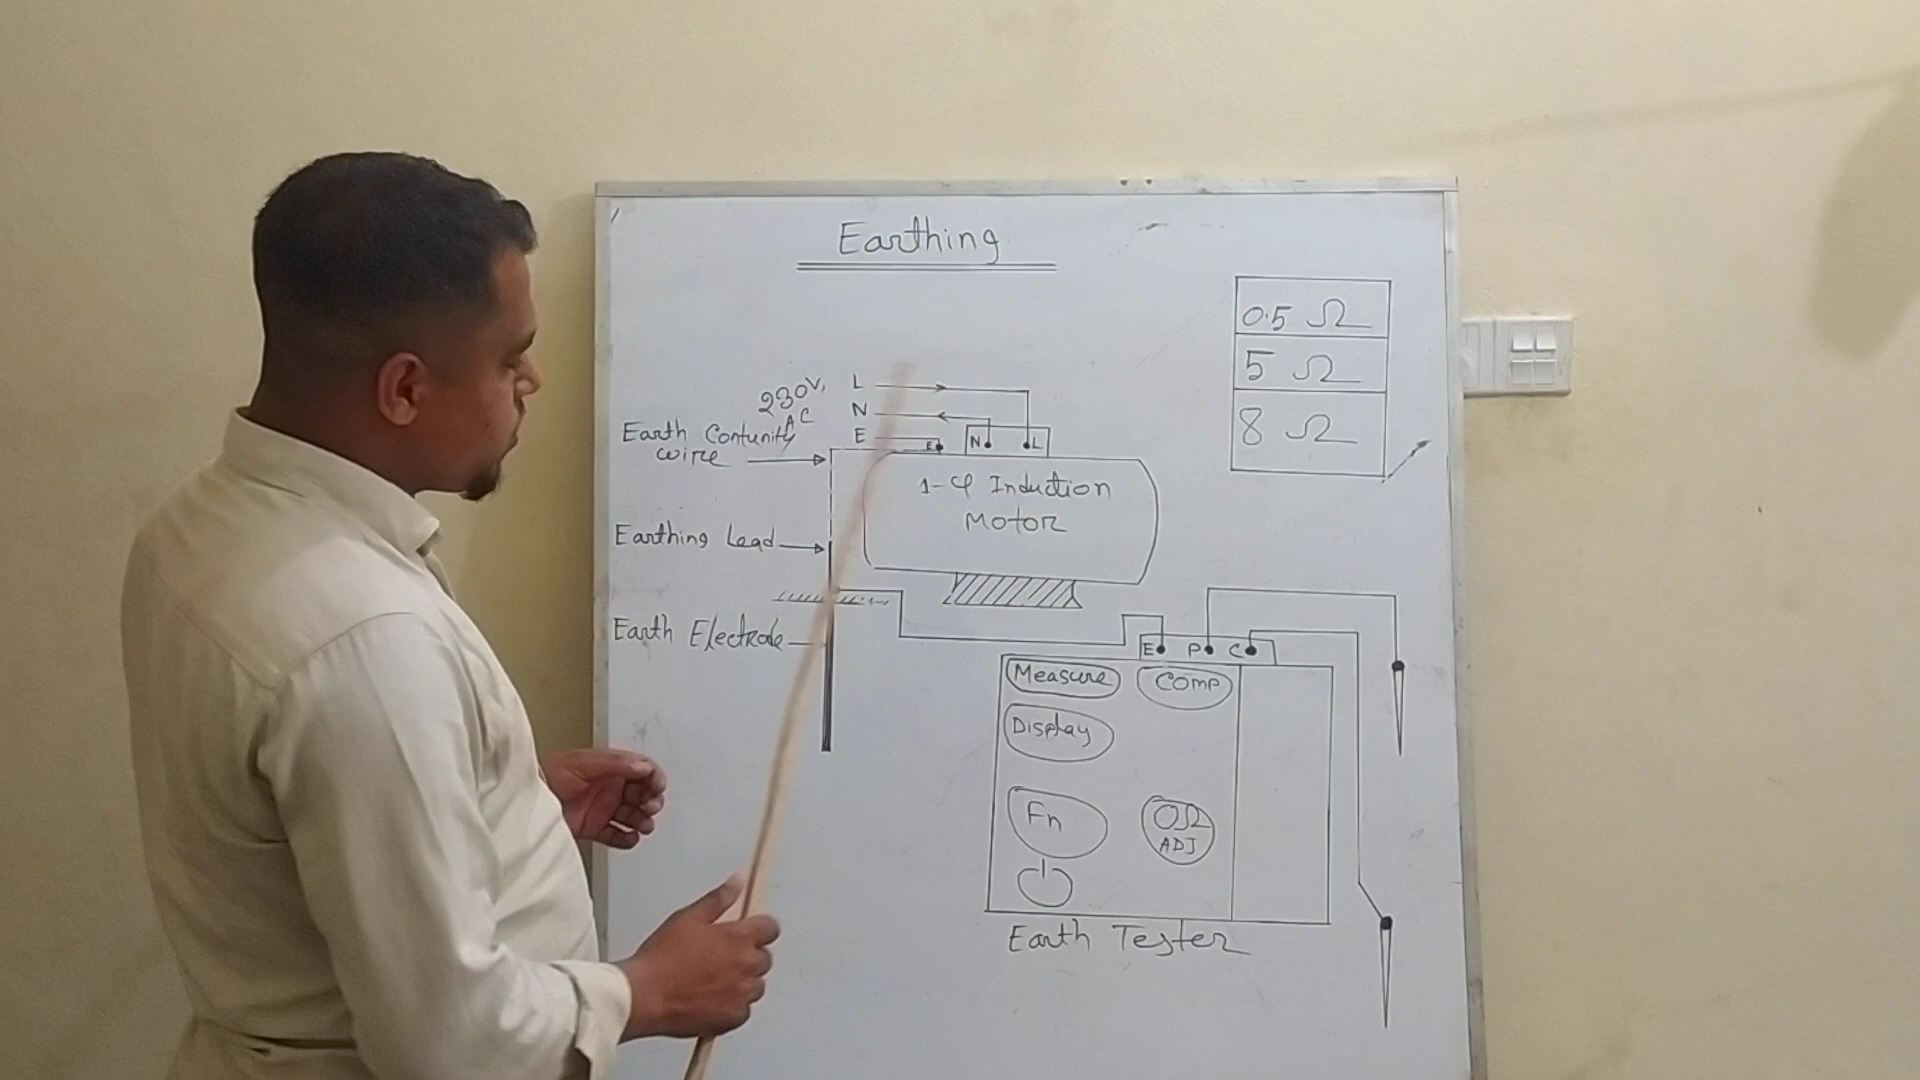 Earthing
0.5 Ω
5 Ω
8 Ω
230V,
AC
L
N
E
Earth Contunity
wire
E
N
L
1-φ Induction
Motor
Earthing Lead
Earth Electrode
E P C
Measure
Comp
Display
Fn
0Ω
ADJ
Earth Tester